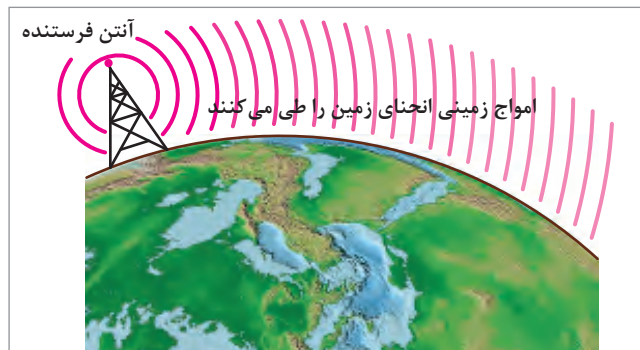 آنتن فرستنده
امواج زمینی انحنای زمین را طی می‌کنند